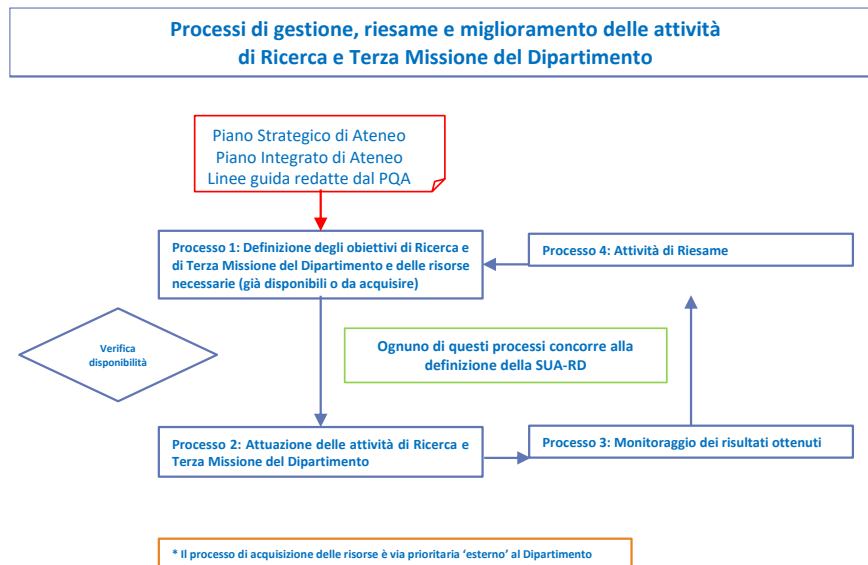 Processi di gestione, riesame e miglioramento delle attività
di Ricerca e Terza Missione del Dipartimento
Piano Strategico di Ateneo
Piano Integrato di Ateneo
Linee guida redatte dal PQA
Processo 1: Definizione degli obiettivi di Ricerca e
di Terza Missione del Dipartimento e delle risorse
necessarie (già disponibili o da acquisire)
Processo 4: Attività di Riesame
Verifica
disponibilità
Ognuno di questi processi concorre alla
definizione della SUA-RD
Processo 2: Attuazione delle attività di Ricerca e
Terza Missione del Dipartimento
Processo 3: Monitoraggio dei risultati ottenuti
* Il processo di acquisizione delle risorse è via prioritaria ‘esterno’ al Dipartimento